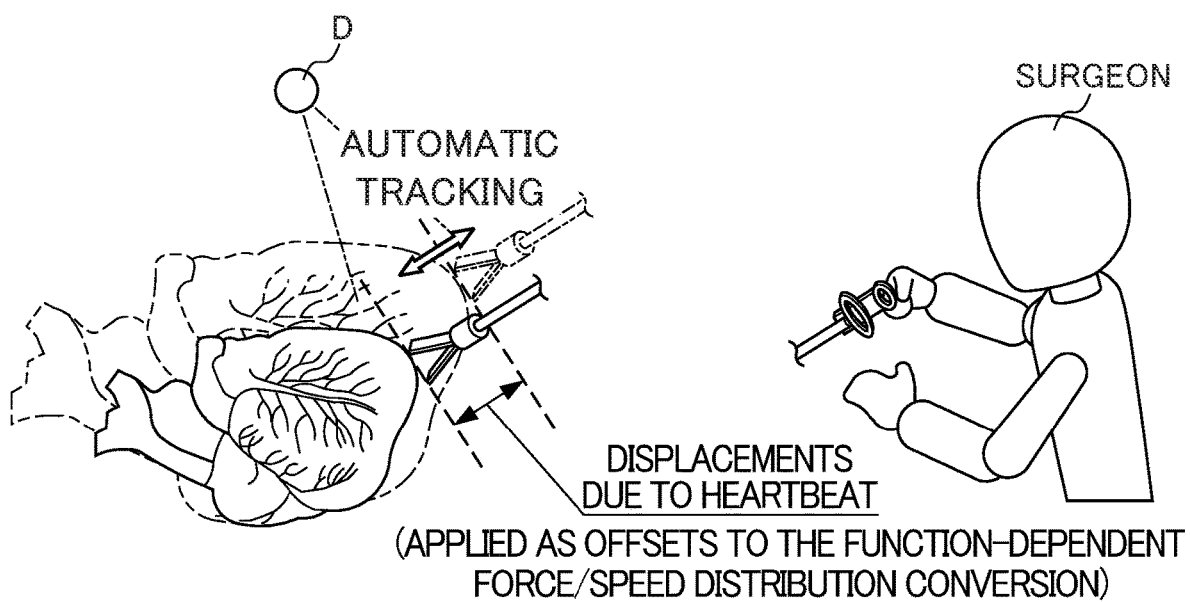 D
SURGEON
AUTOMATIC
TRACKING
DISPLACEMENTS
DUE TO HEARTBEAT
(APPLIED AS OFFSETS TO THE FUNCTION-DEPENDENT
FORCE/SPEED DISTRIBUTION CONVERSION)